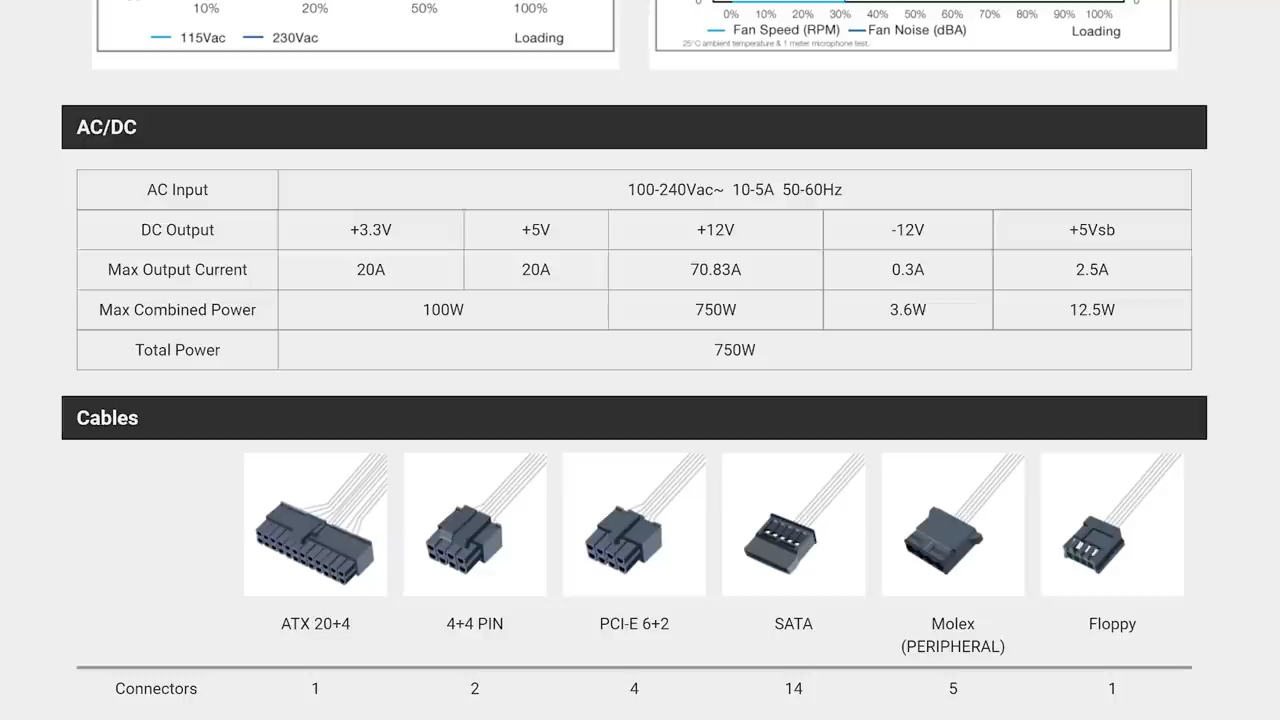 10% 20% 50% 100%
115Vac 230Vac Loading
0 0
0% 10% 20% 30% 40% 50% 60% 70% 80% 90% 100%
Fan Speed (RPM) Fan Noise (dBA) Loading
25°C ambient temperature & 1 meter microphone test.
AC/DC
AC Input 100-240Vac~ 10-5A 50-60Hz
DC Output +3.3V +5V +12V -12V +5Vsb
Max Output Current 20A 20A 70.83A 0.3A 2.5A
Max Combined Power 100W 750W 3.6W 12.5W
Total Power 750W
Cables
ATX 20+4 4+4 PIN PCI-E 6+2 SATA Molex Floppy
(PERIPHERAL)
Connectors 1 2 4 14 5 1